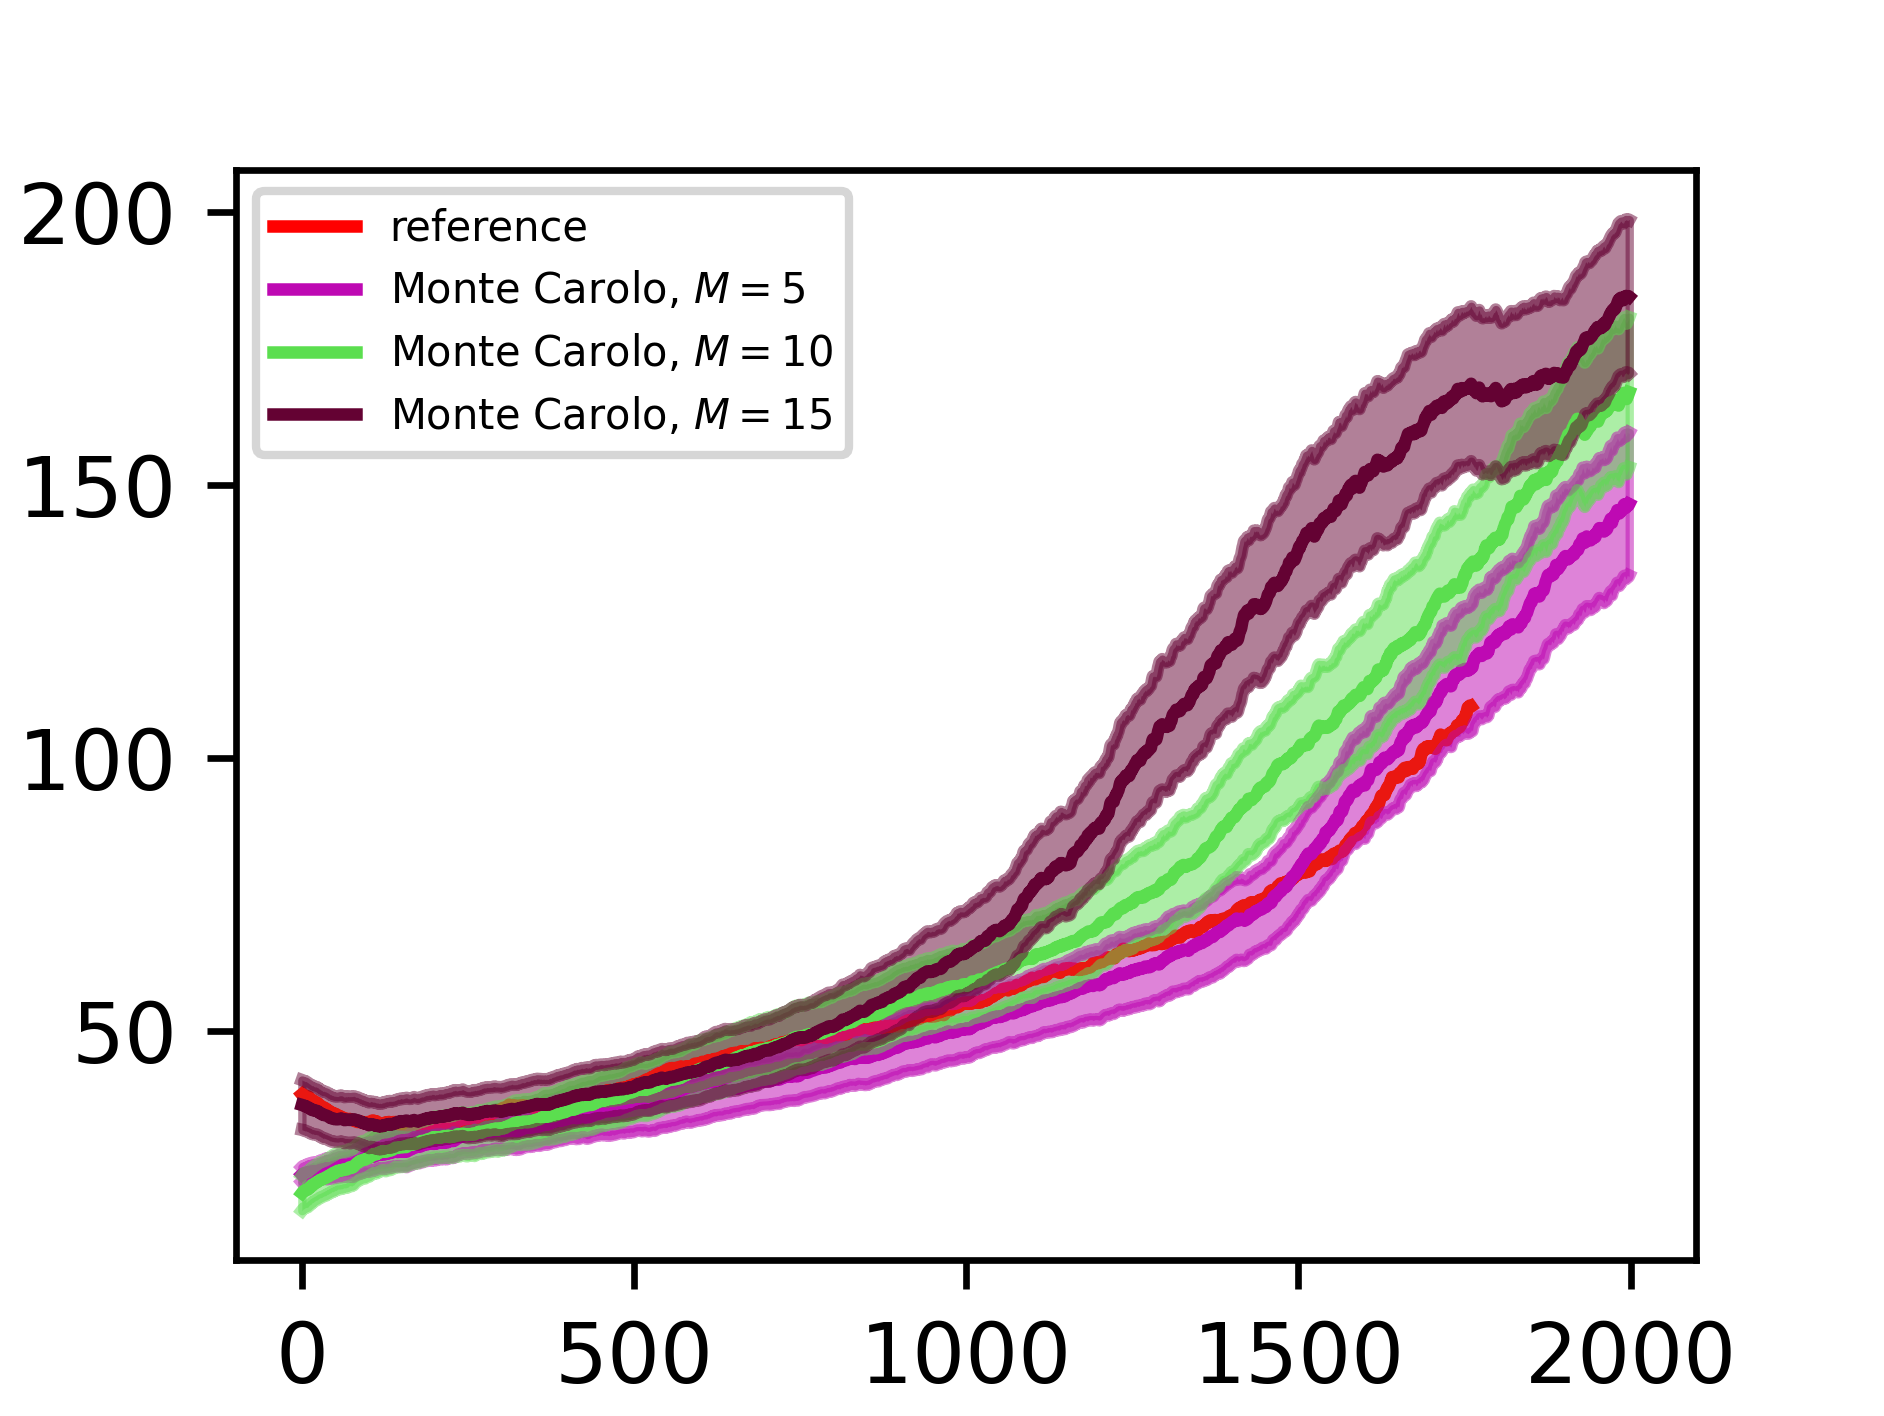 200
150
100
50
reference
Monte Carolo, M = 5
Monte Carolo, M = 10
Monte Carolo, M = 15
0 500 1000 1500 2000